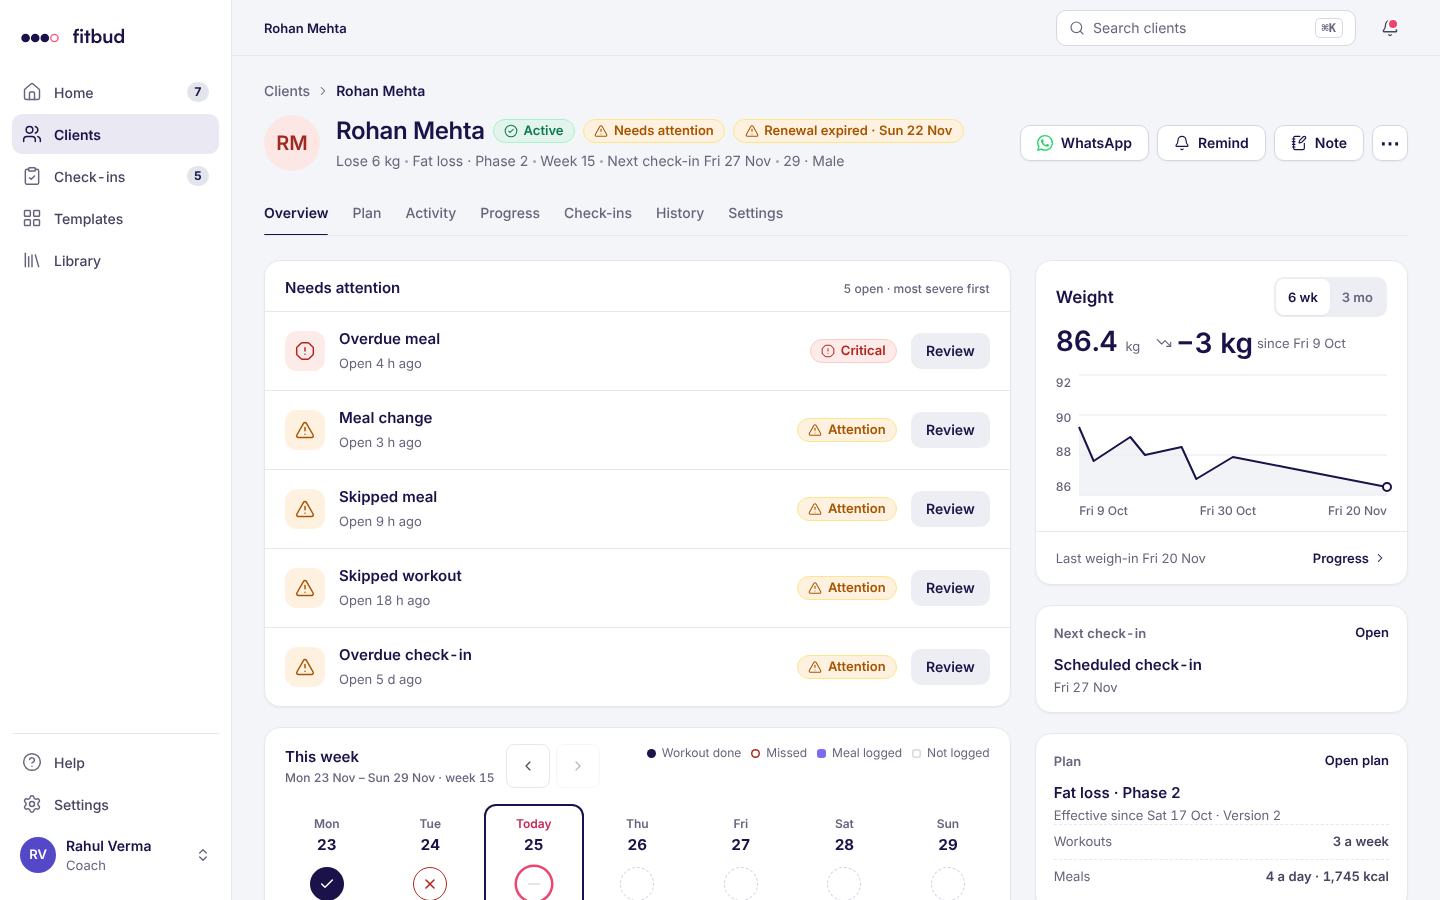 fitbud
Home 7
Clients
Check-ins 5
Templates
Library
Help
Settings
RV Rahul Verma
Coach
Rohan Mehta
Search clients ⌘K
Clients > Rohan Mehta
RM Rohan Mehta Active Needs attention Renewal expired · Sun 22 Nov
Lose 6 kg · Fat loss · Phase 2 · Week 15 · Next check-in Fri 27 Nov · 29 · Male
WhatsApp Remind Note
Overview Plan Activity Progress Check-ins History Settings
Needs attention 5 open · most severe first
Overdue meal
Open 4 h ago
Critical Review
Meal change
Open 3 h ago
Attention Review
Skipped meal
Open 9 h ago
Attention Review
Skipped workout
Open 18 h ago
Attention Review
Overdue check-in
Open 5 d ago
Attention Review
This week
Mon 23 Nov – Sun 29 Nov · week 15
Workout done Missed Meal logged Not logged
Mon Tue Today Thu Fri Sat Sun
23 24 25 26 27 28 29
Weight 6 wk 3 mo
86.4 kg −3 kg since Fri 9 Oct
92
90
88
86
Fri 9 Oct Fri 30 Oct Fri 20 Nov
Last weigh-in Fri 20 Nov Progress >
Next check-in Open
Scheduled check-in
Fri 27 Nov
Plan Open plan
Fat loss · Phase 2
Effective since Sat 17 Oct · Version 2
Workouts 3 a week
Meals 4 a day · 1,745 kcal